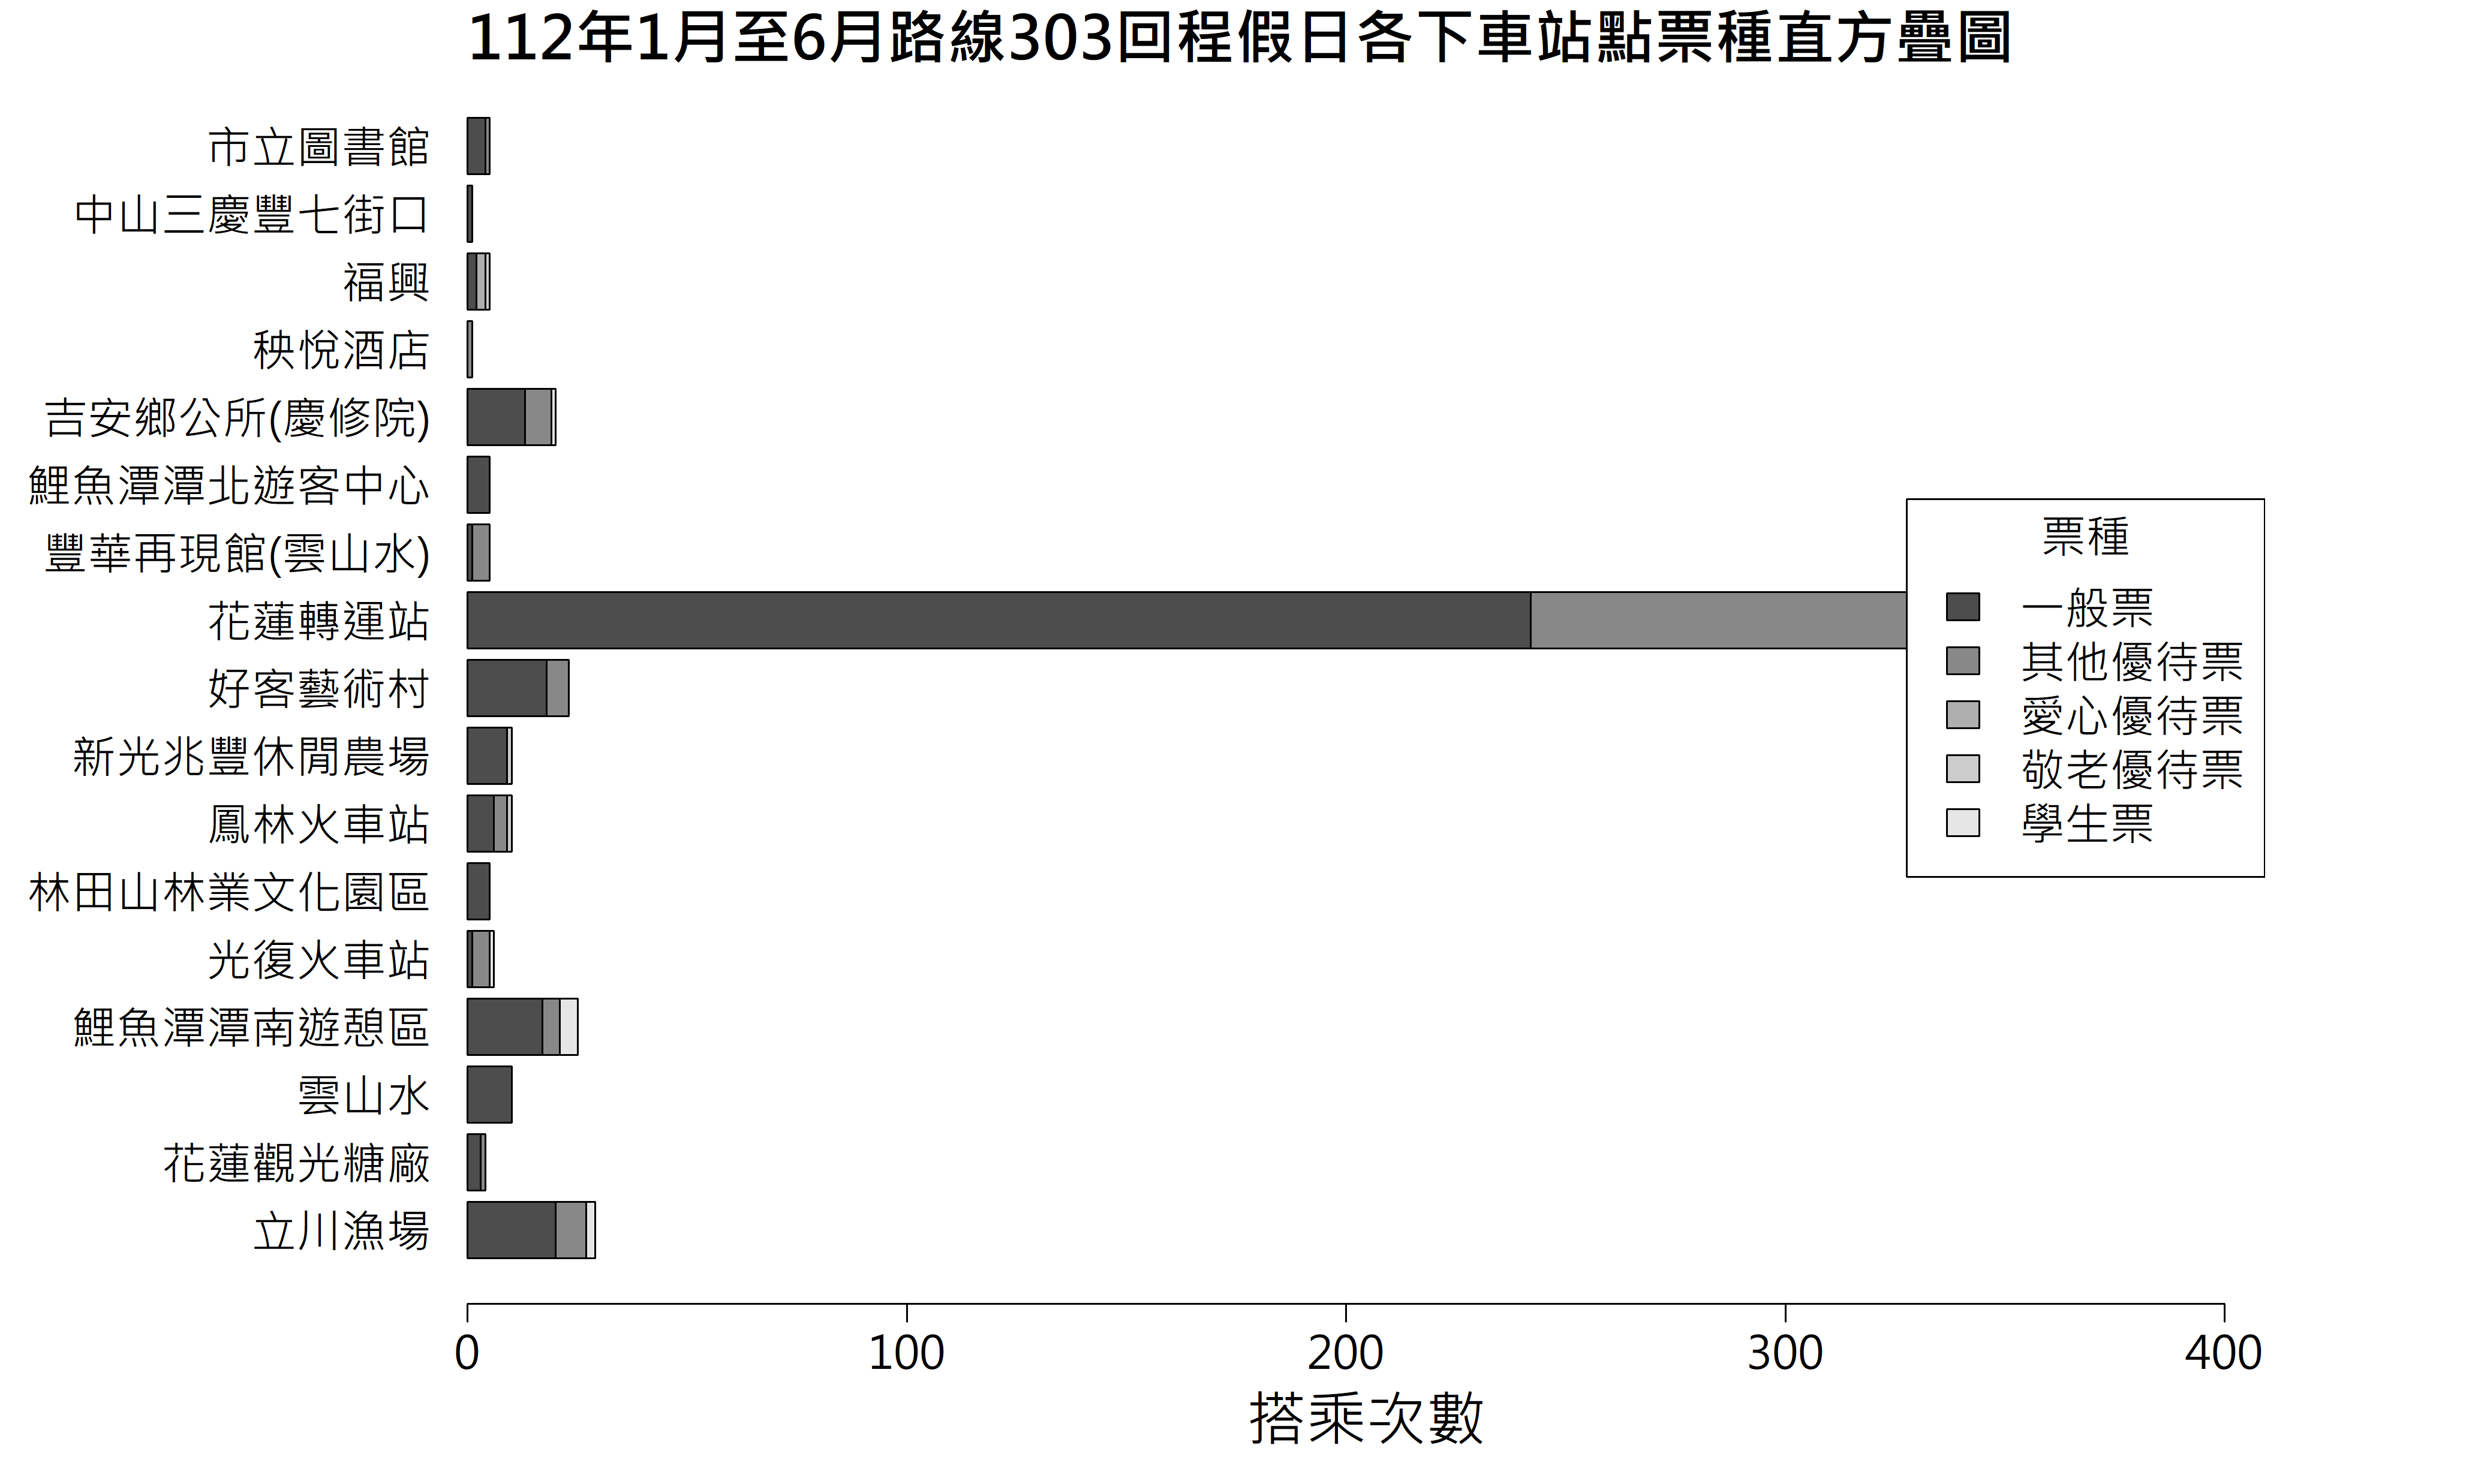 112年1月至6月路線303回程假日各下車站點票種直方疊圖
市立圖書館
中山三慶豐七街口
福興
秧悅酒店
吉安鄉公所(慶修院)
鯉魚潭潭北遊客中心
豐華再現館(雲山水)
花蓮轉運站
好客藝術村
新光兆豐休閒農場
鳳林火車站
林田山林業文化園區
光復火車站
鯉魚潭潭南遊憩區
雲山水
花蓮觀光糖廠
立川漁場
票種
一般票
其他優待票
愛心優待票
敬老優待票
學生票
0 100 200 300 400
搭乘次數